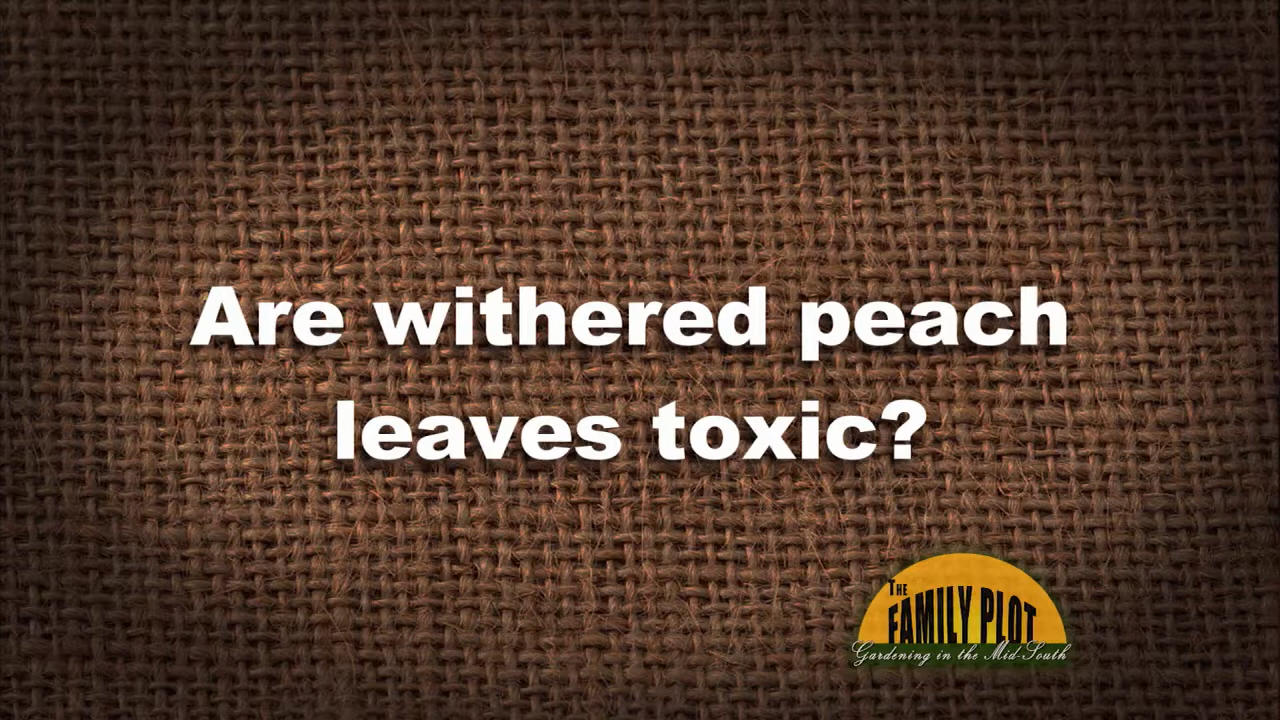 Are withered peach
leaves toxic?
THE
FAMILY PLOT
Gardening in the Mid-South